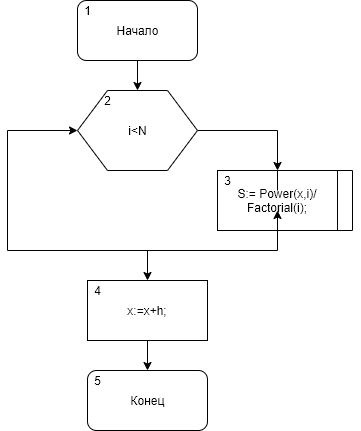 1
Начало
2
i<N
3
S:= Power(x,i)/
Factorial(i);
4
x:=x+h;
5
Конец